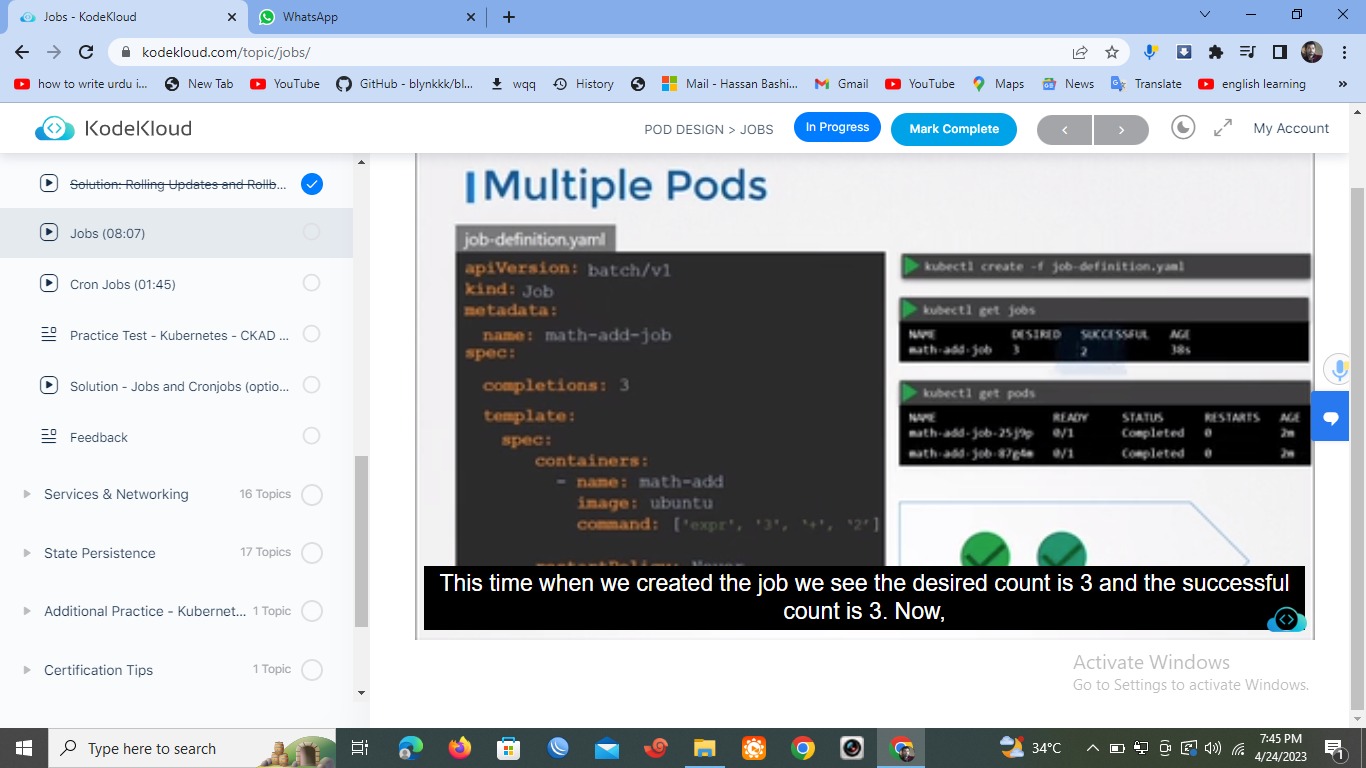 Jobs - KodeKloud
WhatsApp
kodekloud.com/topic/jobs/
how to write urdu i...
New Tab
YouTube
GitHub - blynkkk/bl...
wqq
History
Mail - Hassan Bashi...
Gmail
YouTube
Maps
News
Translate
english learning
KodeKloud
POD DESIGN > JOBS
In Progress
Mark Complete
My Account
Solution: Rolling Updates and Rollb...
Jobs (08:07)
Cron Jobs (01:45)
Practice Test - Kubernetes - CKAD ...
Solution - Jobs and Cronjobs (optio...
Feedback
Services & Networking 16 Topics
State Persistence 17 Topics
Additional Practice - Kubernet... 1 Topic
Certification Tips 1 Topic
Multiple Pods
job-definition.yaml
apiVersion: batch/v1
kind: Job
metadata:
name: math-add-job
spec:
completions: 3
template:
spec:
containers:
- name: math-add
image: ubuntu
command: ['expr', '3', '+', '2']
kubectl create -f job-definition.yaml
kubectl get jobs
NAME DESIRED SUCCESSFUL AGE
math-add-job 3 2 38s
kubectl get pods
NAME READY STATUS RESTARTS AGE
math-add-job-25j9p 0/1 Completed 0 2m
math-add-job-87g4m 0/1 Completed 0 2m
This time when we created the job we see the desired count is 3 and the successful
count is 3. Now,
Activate Windows
Go to Settings to activate Windows.
Type here to search
34°C
7:45 PM
4/24/2023
1